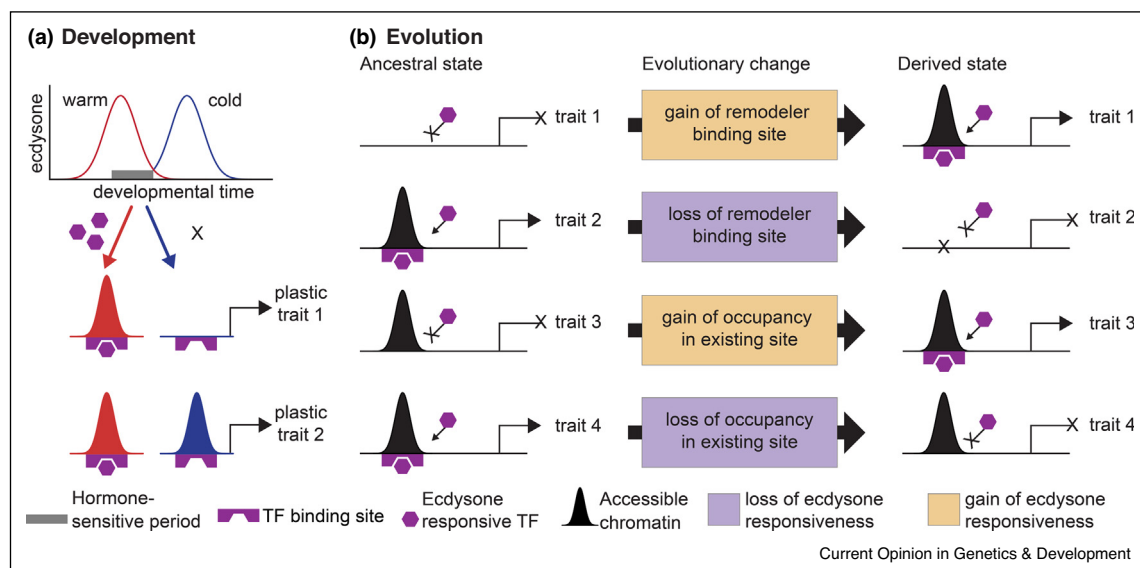 (a) Development
ecdysone
warm
cold
developmental time
X
plastic
trait 1
plastic
trait 2
(b) Evolution
Ancestral state
Evolutionary change
Derived state
trait 1
gain of remodeler
binding site
trait 1
trait 2
loss of remodeler
binding site
trait 2
trait 3
gain of occupancy
in existing site
trait 3
trait 4
loss of occupancy
in existing site
trait 4
Hormone-
sensitive period
TF binding site
Ecdysone
responsive TF
Accessible
chromatin
loss of ecdysone
responsiveness
gain of ecdysone
responsiveness
Current Opinion in Genetics & Development